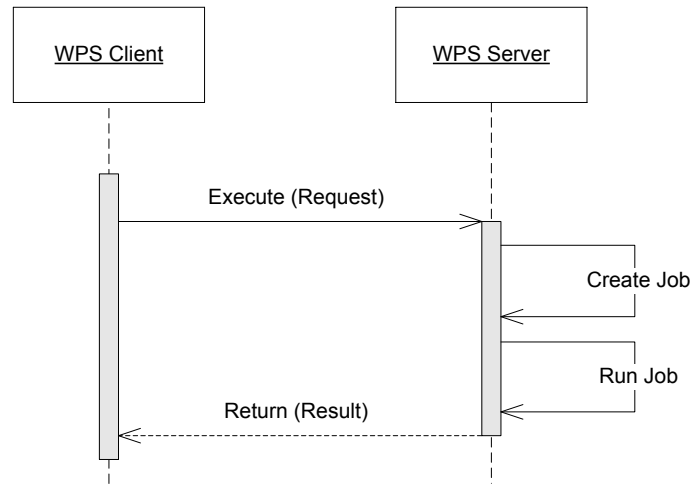 WPS Client
WPS Server
Execute (Request)
Create Job
Run Job
Return (Result)